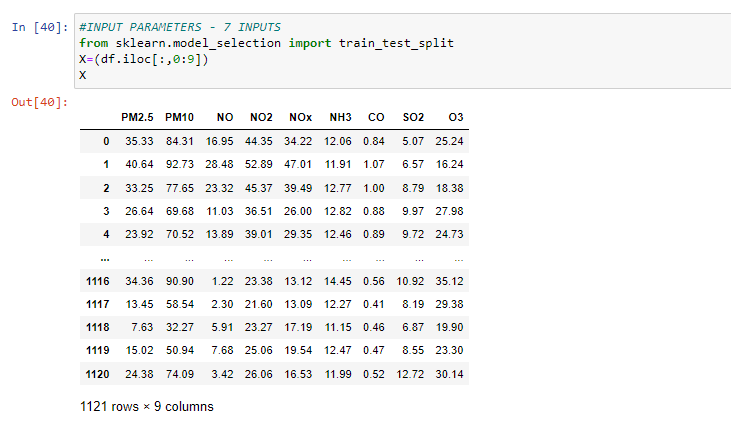 In [40]: #INPUT PARAMETERS - 7 INPUTS
from sklearn.model_selection import train_test_split
X=(df.iloc[:,0:9])
X
Out[40]:
PM2.5 PM10 NO NO2 NOx NH3 CO SO2 O3
0 35.33 84.31 16.95 44.35 34.22 12.06 0.84 5.07 25.24
1 40.64 92.73 28.48 52.89 47.01 11.91 1.07 6.57 16.24
2 33.25 77.65 23.32 45.37 39.49 12.77 1.00 8.79 18.38
3 26.64 69.68 11.03 36.51 26.00 12.82 0.88 9.97 27.98
4 23.92 70.52 13.89 39.01 29.35 12.46 0.89 9.72 24.73
... ... ... ... ... ... ... ... ... ...
1116 34.36 90.90 1.22 23.38 13.12 14.45 0.56 10.92 35.12
1117 13.45 58.54 2.30 21.60 13.09 12.27 0.41 8.19 29.38
1118 7.63 32.27 5.91 23.27 17.19 11.15 0.46 6.87 19.90
1119 15.02 50.94 7.68 25.06 19.54 12.47 0.47 8.55 23.30
1120 24.38 74.09 3.42 26.06 16.53 11.99 0.52 12.72 30.14
1121 rows × 9 columns